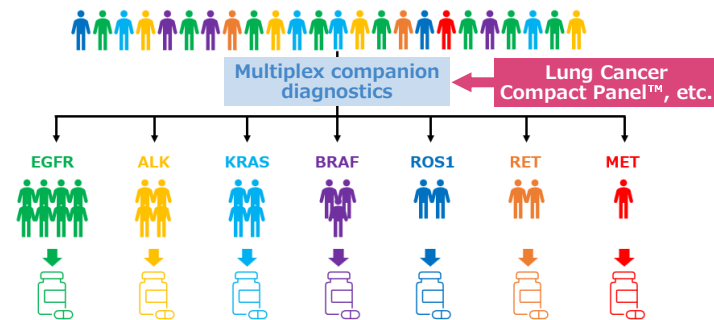 Multiplex companion
diagnostics
Lung Cancer
Compact Panel™, etc.
EGFR
ALK
KRAS
BRAF
ROS1
RET
MET